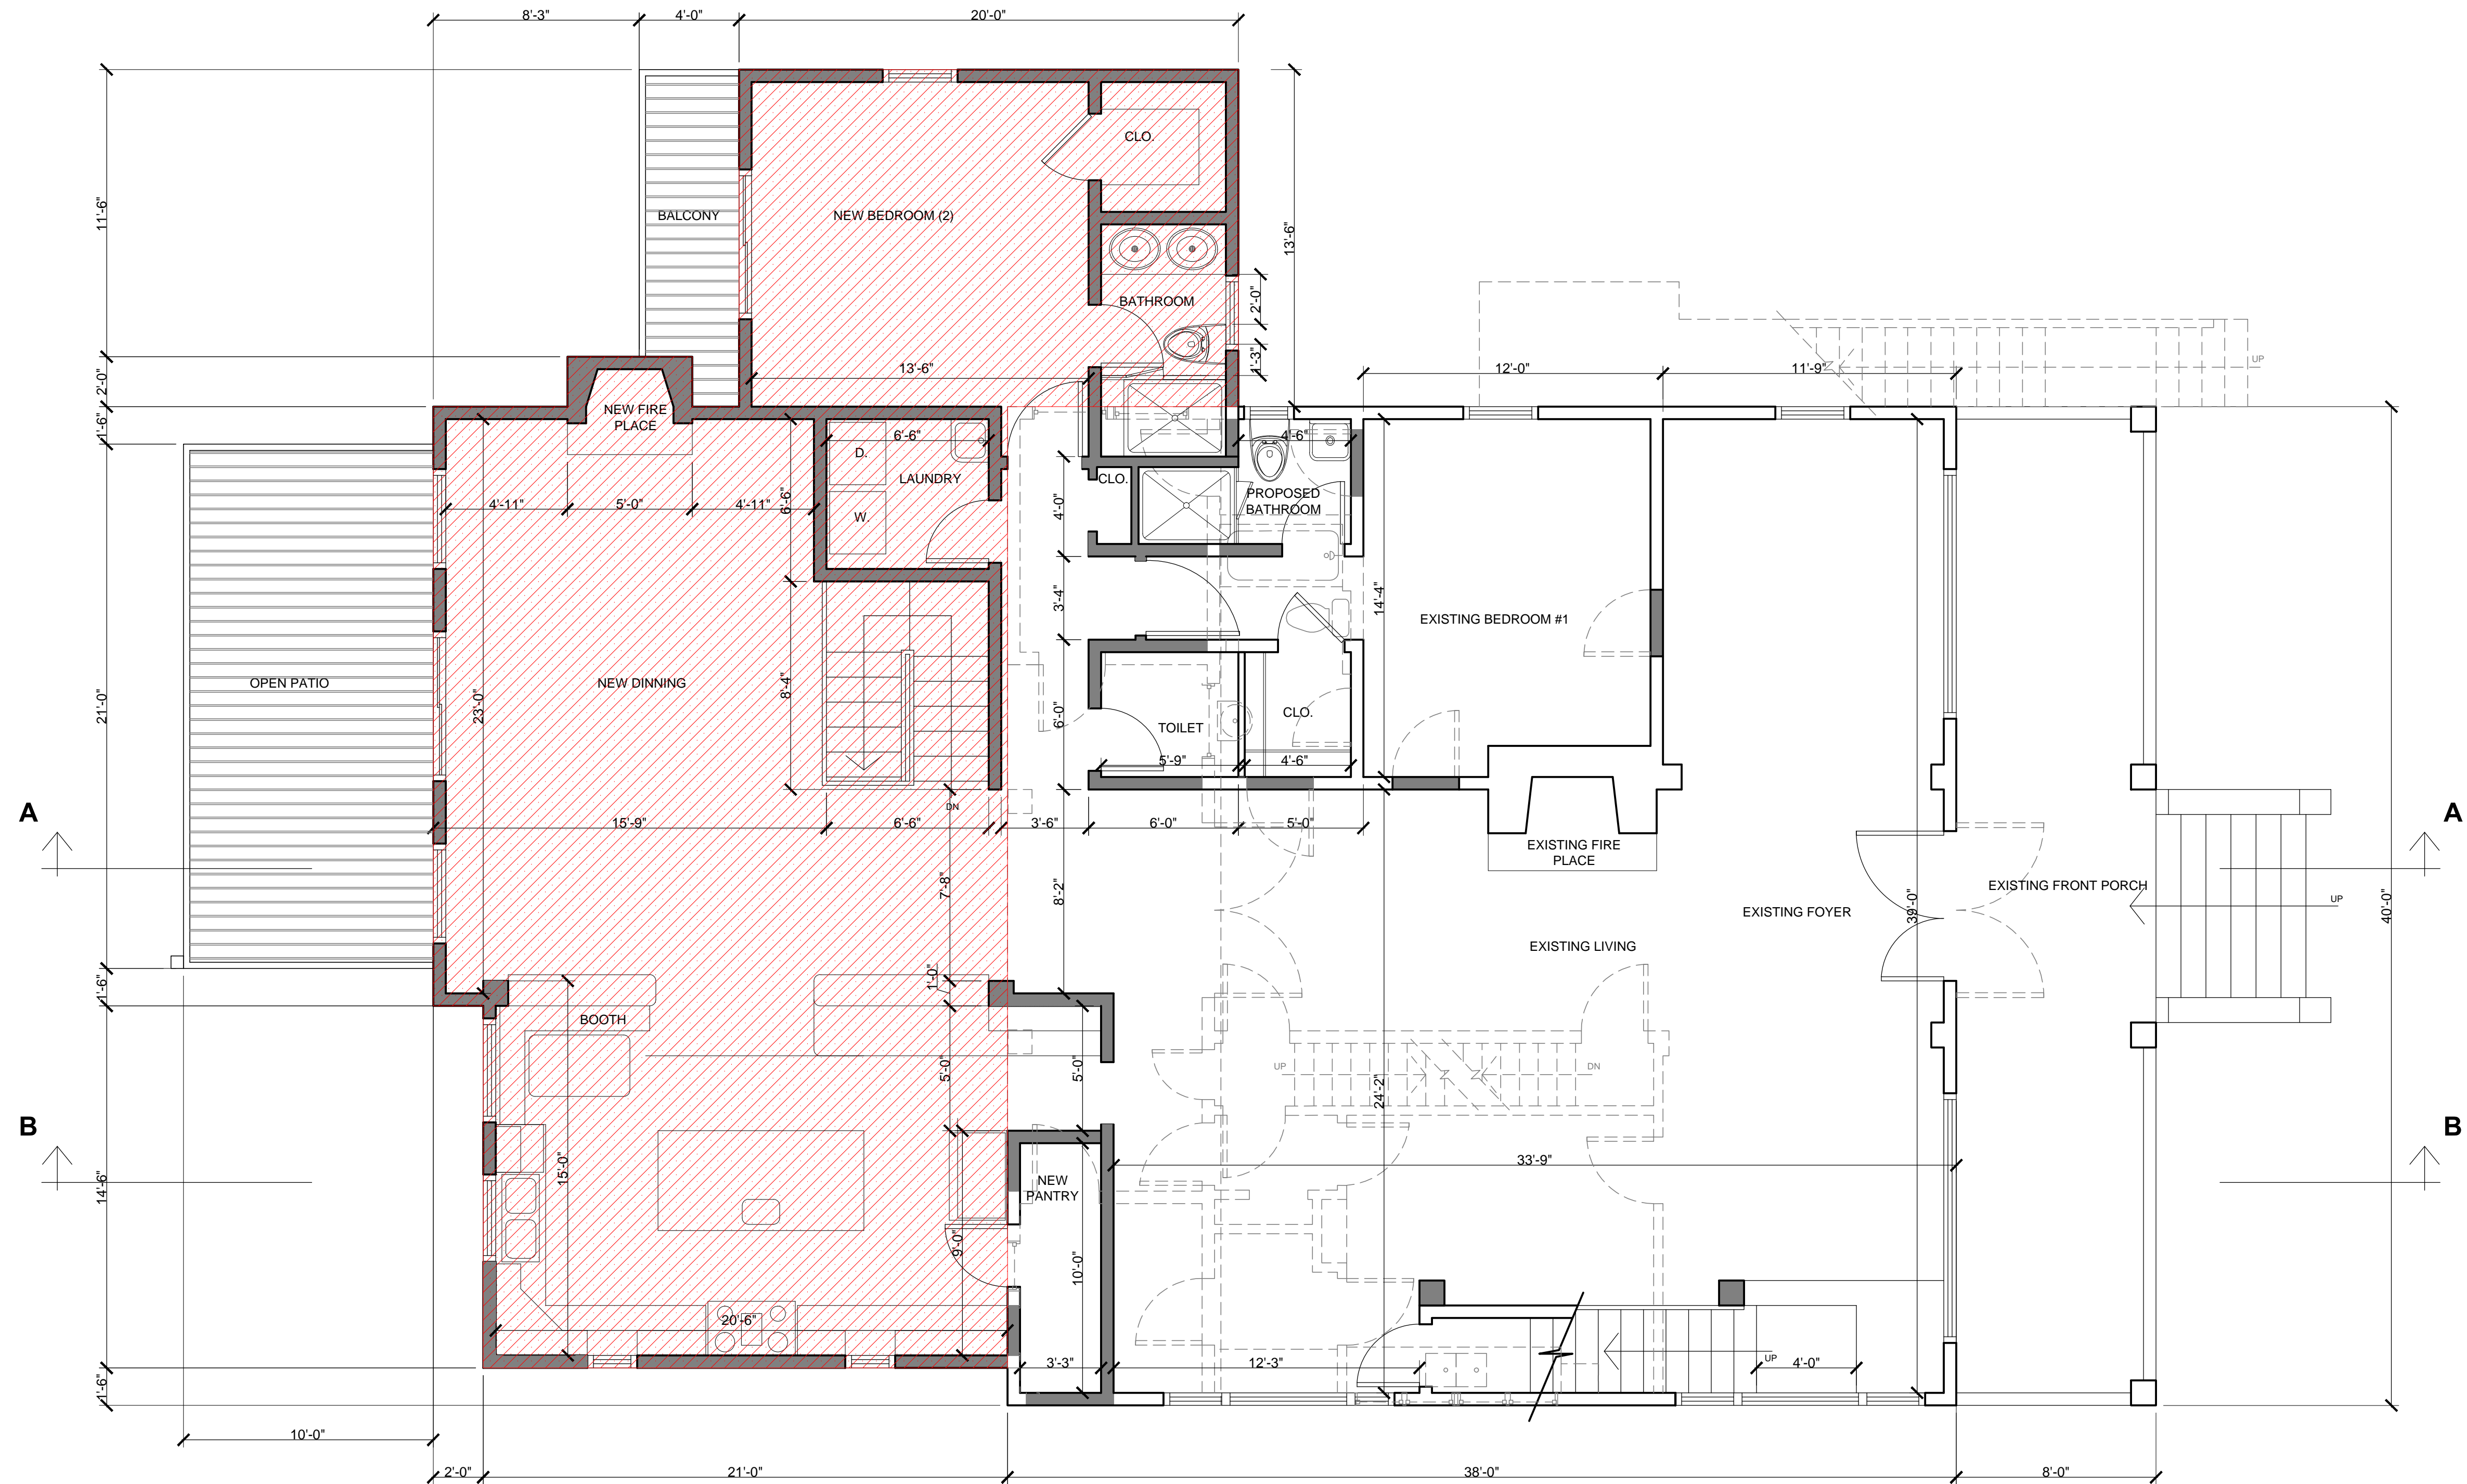 8'-3" 4'-0" 20'-0"
11'-6"
CLO.
BALCONY NEW BEDROOM (2)
13'-6"
BATHROOM 2'-0"
1'-3"
UP
2'-0"
13'-6" 12'-0" 11'-9"
1'-6"
NEW FIRE
PLACE
6'-6" 4'-6"
D.
LAUNDRY CLO.
4'-11" 5'-0" 4'-11" 6'-6" 4'-0"
W.
PROPOSED
BATHROOM
3'-4" 14'-4"
EXISTING BEDROOM #1
21'-0" OPEN PATIO 23'-0" NEW DINNING 8'-4"
6'-0" TOILET CLO.
5'-9" 4'-6"
DN
A A
15'-9" 6'-6" 3'-6" 6'-0" 5'-0"
EXISTING FIRE
PLACE
7'-8" 8'-2"
EXISTING FRONT PORCH
UP
EXISTING FOYER 39'-0" 40'-0"
EXISTING LIVING
1'-6" 1'-0"
BOOTH
5'-0" 5'-0" UP DN
24'-2"
B B
15'-0" 33'-9"
14'-6"
NEW
PANTRY
9'-0" 10'-0"
20'-6"
3'-3" 12'-3" UP 4'-0"
1'-6"
10'-0"
2'-0" 21'-0" 38'-0" 8'-0"